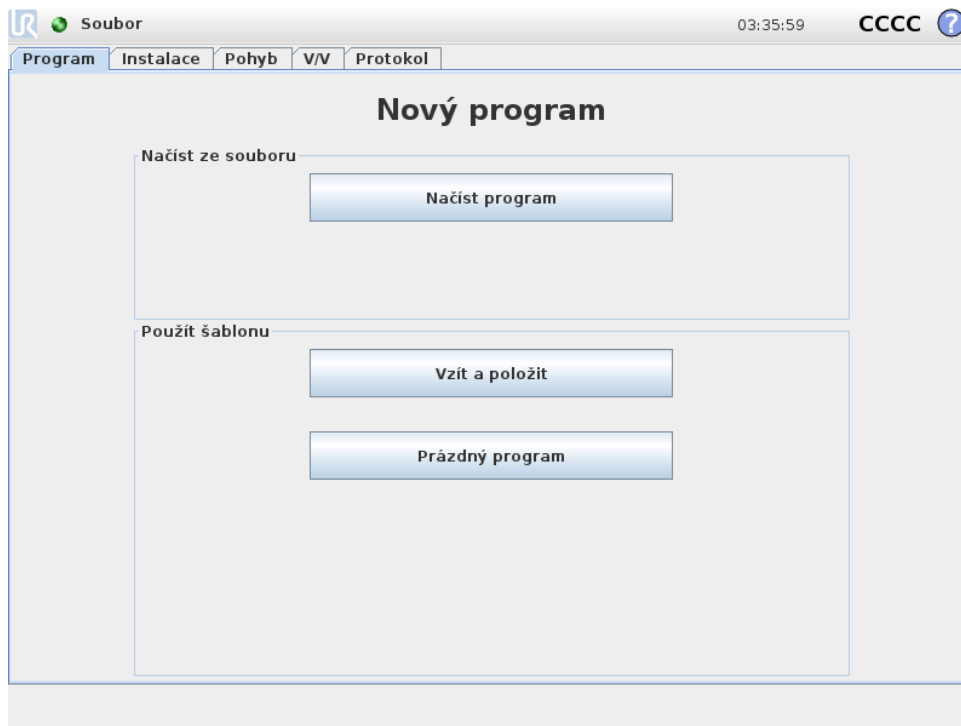 UR Soubor 03:35:59 CCCC ?
Program Instalace Pohyb V/V Protokol
Nový program
Načíst ze souboru
Načíst program
Použít šablonu
Vzít a položit
Prázdný program